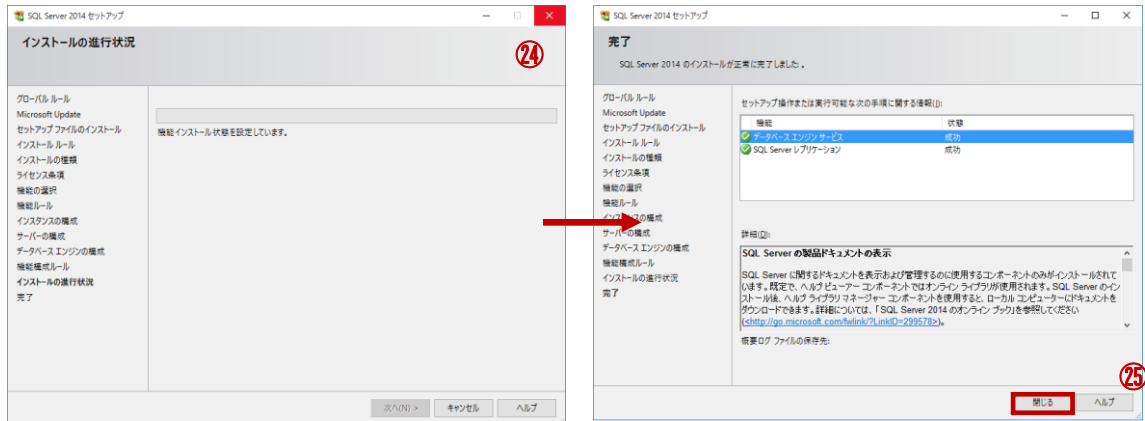 SQL Server 2014 セットアップ
インストールの進行状況
㉔
グローバル ルール
Microsoft Update
セットアップ ファイルのインストール
インストール ルール
インストールの種類
ライセンス条項
機能の選択
機能ルール
インスタンスの構成
サーバーの構成
データベース エンジンの構成
機能構成ルール
インストールの進行状況
完了
機能インストール状態を設定しています。
次へ(N) >
キャンセル
ヘルプ
SQL Server 2014 セットアップ
完了
SQL Server 2014 のインストールが正常に完了しました。
グローバル ルール
Microsoft Update
セットアップ ファイルのインストール
インストール ルール
インストールの種類
ライセンス条項
機能の選択
機能ルール
インスタンスの構成
サーバーの構成
データベース エンジンの構成
機能構成ルール
インストールの進行状況
完了
セットアップ操作または実行可能な次の手順に関する情報(I):
機能 状態
データベース エンジン サービス 成功
SQL Server レプリケーション 成功
詳細(D):
SQL Server の製品ドキュメントの表示
SQL Server に関するドキュメントを表示および管理するのに使用するコンポーネントのみがインストールされて
います。既定で、ヘルプ ビューアー コンポーネントではオンライン ライブラリが使用されます。SQL Server のイン
ストール後、ヘルプ ライブラリ マネージャー コンポーネントを使用すると、ローカル コンピューターにドキュメントを
ダウンロードできます。詳細については、「SQL Server 2014 のオンライン ブック」を参照してください
(<http://go.microsoft.com/fwlink/?LinkID=299578>)。
概要ログ ファイルの保存先:
㉕
閉じる
ヘルプ